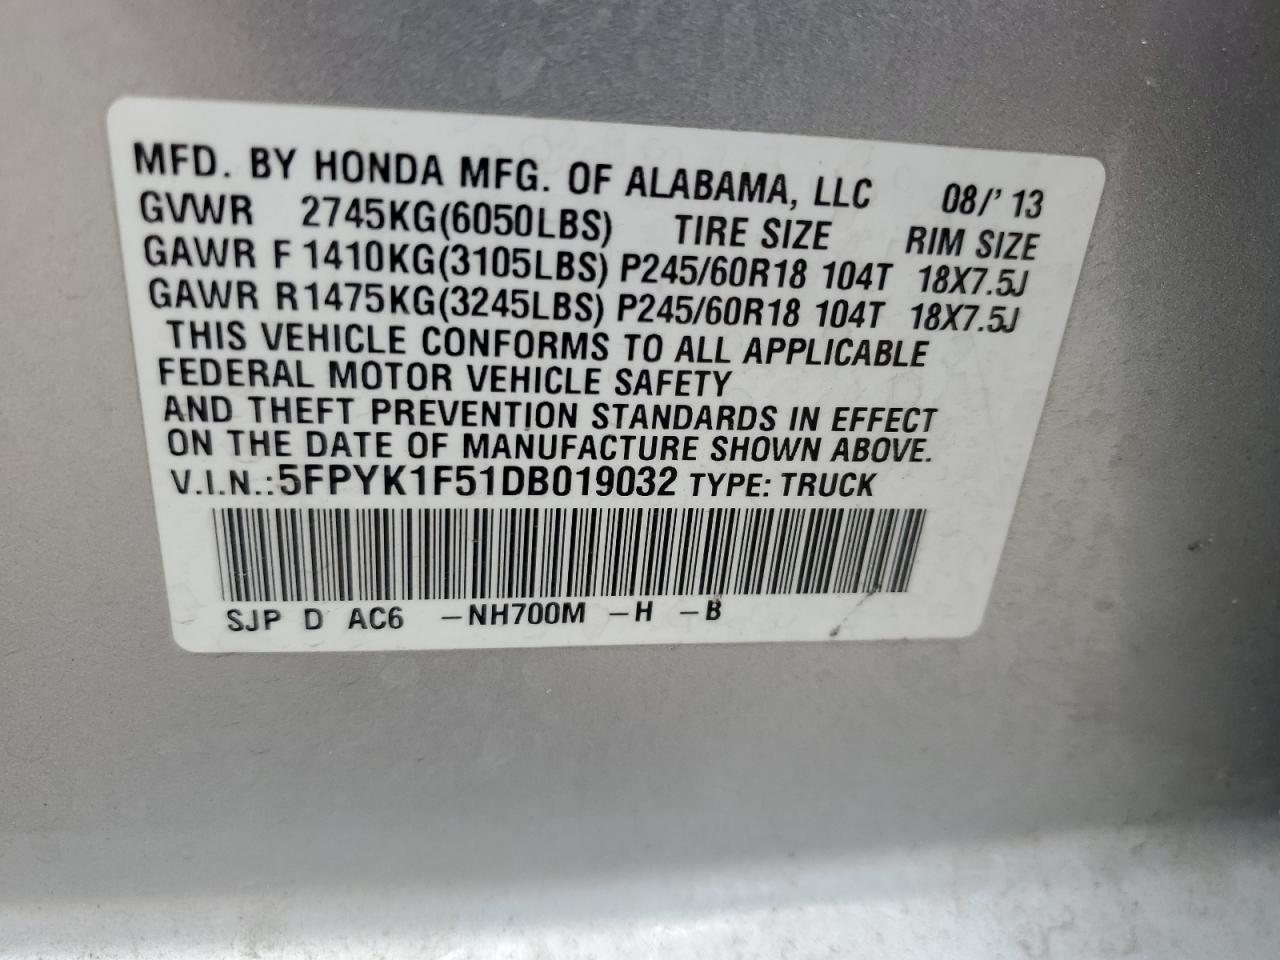 MFD. BY HONDA MFG. OF ALABAMA, LLC 08/' 13
GVWR 2745KG(6050LBS) TIRE SIZE RIM SIZE
GAWR F 1410KG(3105LBS) P245/60R18 104T 18X7.5J
GAWR R1475KG(3245LBS) P245/60R18 104T 18X7.5J
THIS VEHICLE CONFORMS TO ALL APPLICABLE
FEDERAL MOTOR VEHICLE SAFETY
AND THEFT PREVENTION STANDARDS IN EFFECT
ON THE DATE OF MANUFACTURE SHOWN ABOVE.
V.I.N.:5FPYK1F51DB019032 TYPE: TRUCK
SJP D AC6 -NH700M -H -B